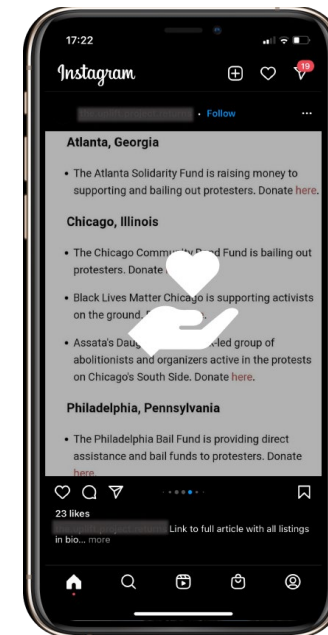 17:22
Instagram
19
• Follow
Atlanta, Georgia
• The Atlanta Solidarity Fund is raising money to
supporting and bailing out protesters. Donate here.
Chicago, Illinois
• The Chicago Community Bond Fund is bailing out
protesters. Donate
• Black Lives Matter Chicago is supporting activists
on the ground.
• Assata's -led group of
abolitionists and organizers active in the protests
on Chicago's South Side. Donate here.
Philadelphia, Pennsylvania
• The Philadelphia Bail Fund is providing direct
assistance and bail funds to protesters. Donate
here.
23 likes
Link to full article with all listings
in bio... more